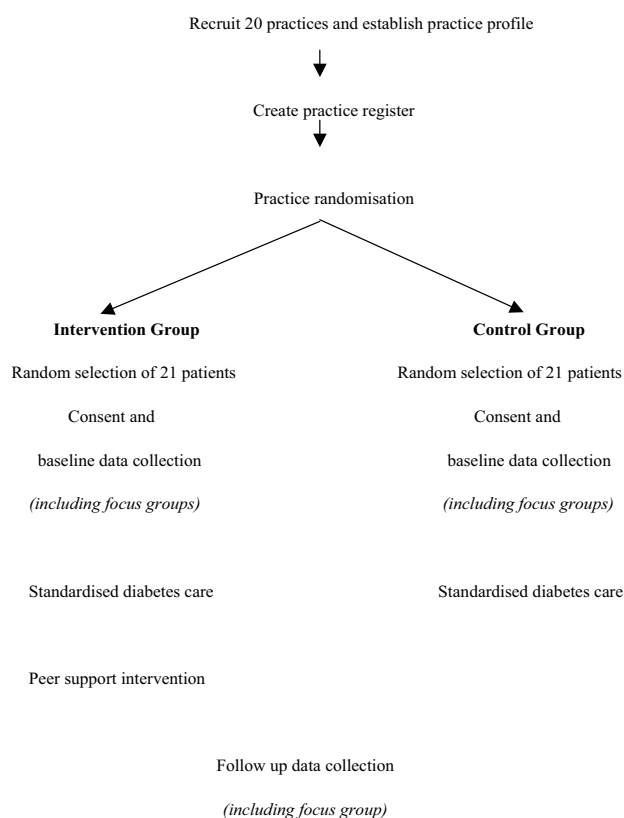 Recruit 20 practices and establish practice profile
Create practice register
Practice randomisation
Intervention Group
Random selection of 21 patients
Consent and
baseline data collection
(including focus groups)
Standardised diabetes care
Peer support intervention
Control Group
Random selection of 21 patients
Consent and
baseline data collection
(including focus groups)
Standardised diabetes care
Follow up data collection
(including focus group)